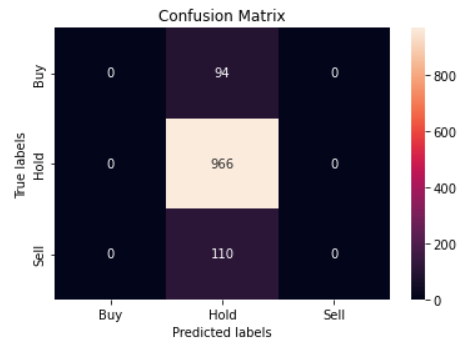 Confusion Matrix
Buy
0 94 0
800
600
True labels
Hold
0 966 0
400
Sell
0 110 0
200
0
Buy Hold Sell
Predicted labels